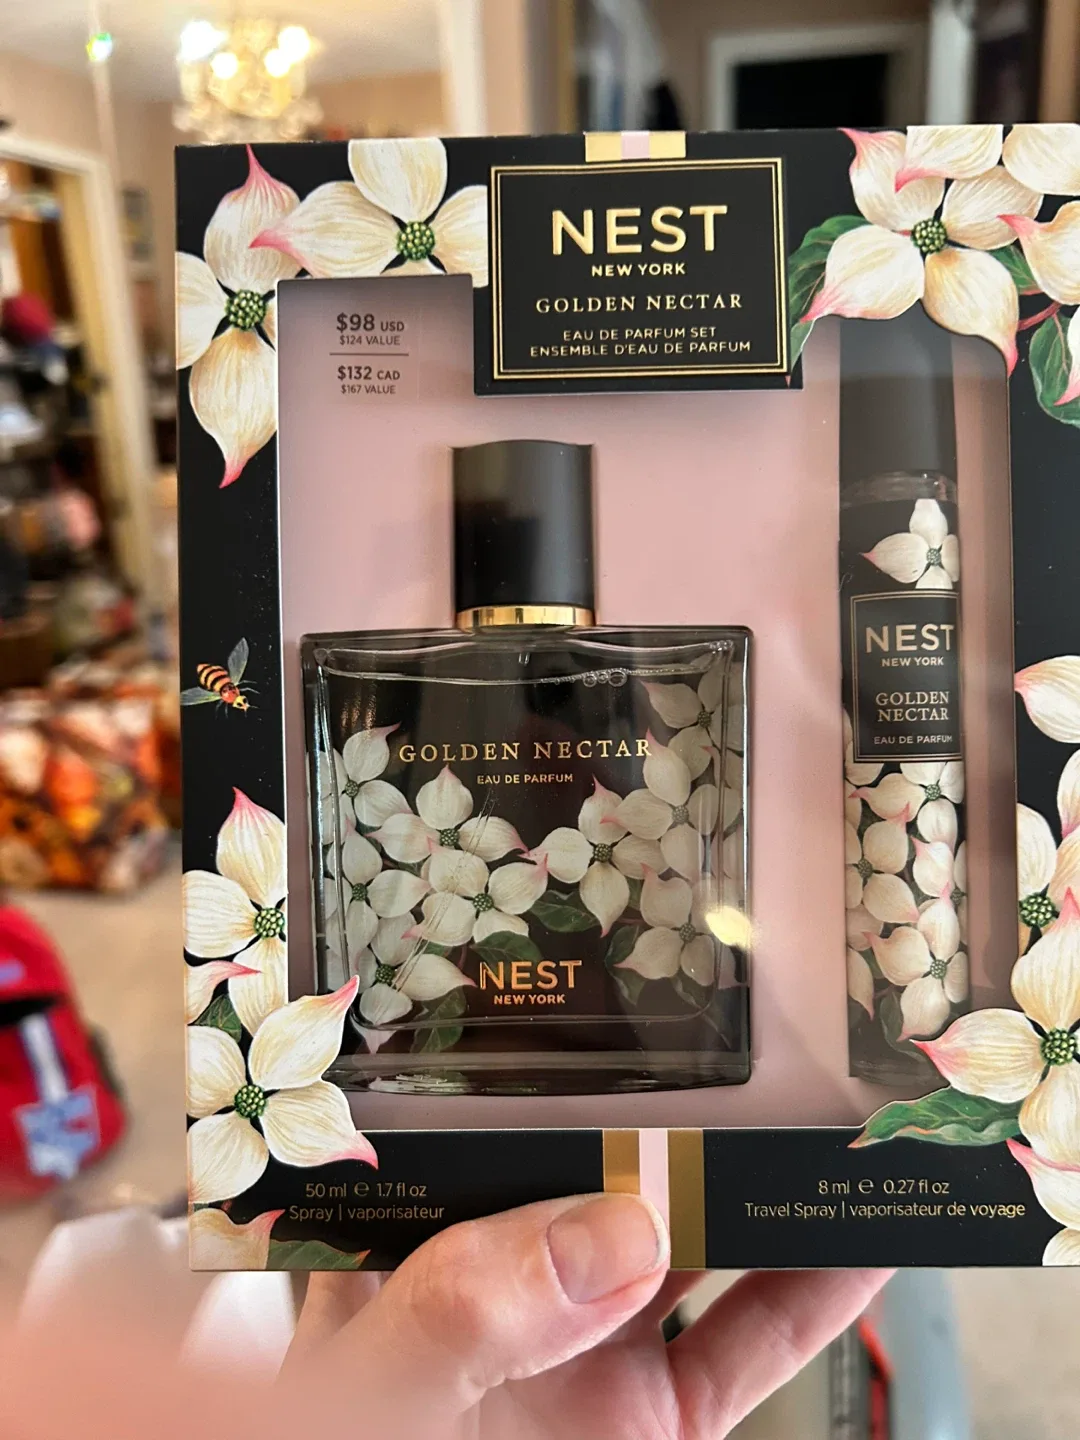 NEST
NEW YORK
GOLDEN NECTAR
EAU DE PARFUM SET
ENSEMBLE D'EAU DE PARFUM
$98 USD
$124 VALUE
$132 CAD
$167 VALUE
GOLDEN NECTAR
EAU DE PARFUM
NEST
NEW YORK
NEST
NEW YORK
GOLDEN
NECTAR
EAU DE PARFUM
50 ml ℮ 1.7 fl oz
Spray | vaporisateur
8 ml ℮ 0.27 fl oz
Travel Spray | vaporisateur de voyage